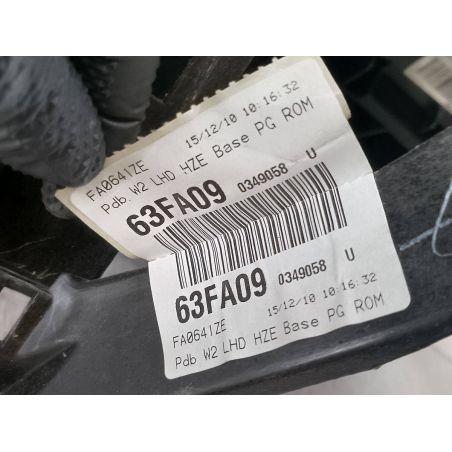 FA0641ZE 15/12/10 10:16:32
Pdb W2 LHD HZE Base PG ROM
63FA09 0349058 U
63FA09 0349058 U
FA0641ZE 15/12/10 10:16:32
Pdb W2 LHD HZE Base PG ROM